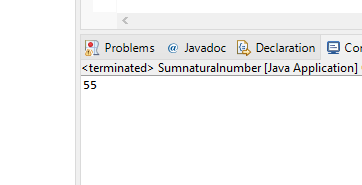 Problems @ Javadoc Declaration
<terminated> Sumnaturalnumber [Java Application]
55